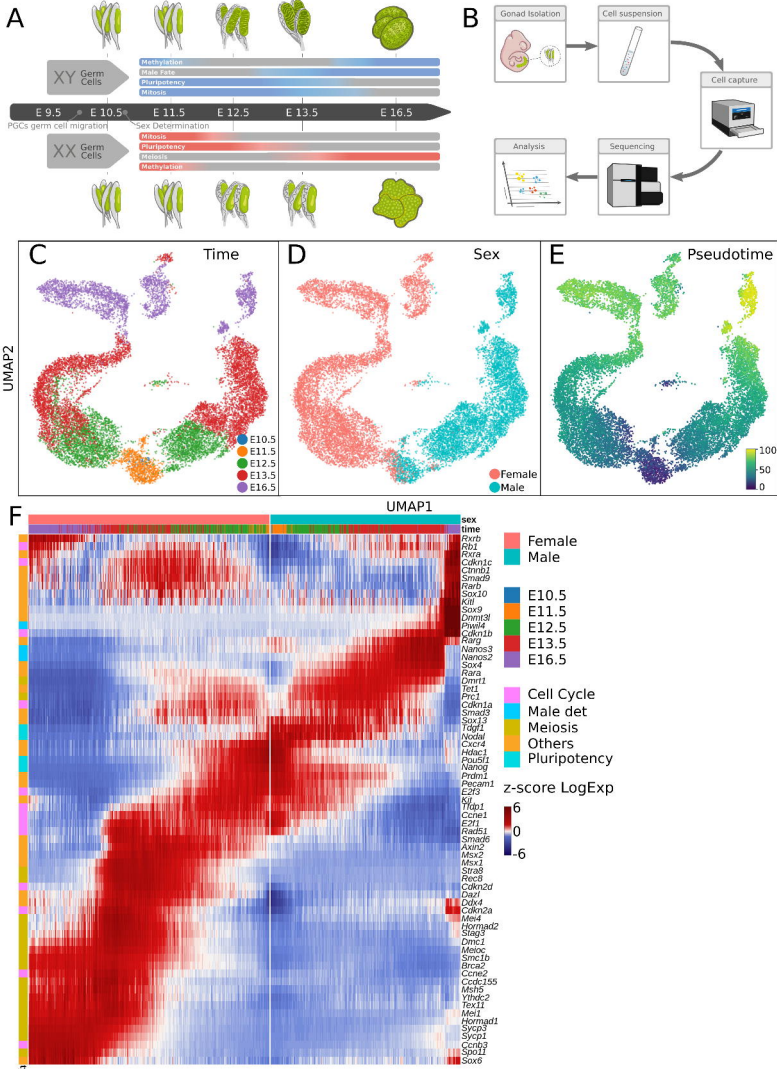 A
XY Germ Cells
Methylation
Male Fate
Pluripotency
Mitosis
E 9.5 E 10.5 E 11.5 E 12.5 E 13.5 E 16.5
PGCs germ cell migration Sex Determination
XX Germ Cells
Mitosis
Pluripotency
Meiosis
Methylation
B
Gonad Isolation
Cell suspension
Cell capture
Sequencing
Analysis
C Time
UMAP2
E10.5
E11.5
E12.5
E13.5
E16.5
D Sex
Female
Male
E Pseudotime
100
50
0
UMAP1
F
sex
time
Rxrb
Rb1
Rxra
Cdkn1c
Ctnnb1
Smad9
Rarb
Sox10
Kitl
Sox9
Dnmt3l
Piwil4
Cdkn1b
Rarg
Nanos3
Nanos2
Sox4
Rara
Dmrt1
Tet1
Prc1
Cdkn1a
Smad3
Sox13
Tdgf1
Nodal
Cxcr4
Hdac1
Pou5f1
Nanog
Prdm1
Pecam1
E2f3
Kit
Tfdp1
Ccne1
E2f1
Rad51
Smad6
Axin2
Msx2
Msx1
Stra8
Rec8
Cdkn2d
Dazl
Ddx4
Cdkn2a
Mei4
Hormad2
Stag3
Dmc1
Meioc
Smc1b
Brca2
Ccne2
Ccdc155
Msh5
Ythdc2
Tex11
Mei1
Hormad1
Sycp3
Sycp1
Ccnb3
Spo11
Sox6
Female
Male
E10.5
E11.5
E12.5
E13.5
E16.5
Cell Cycle
Male det
Meiosis
Others
Pluripotency
z-score LogExp
6
0
-6